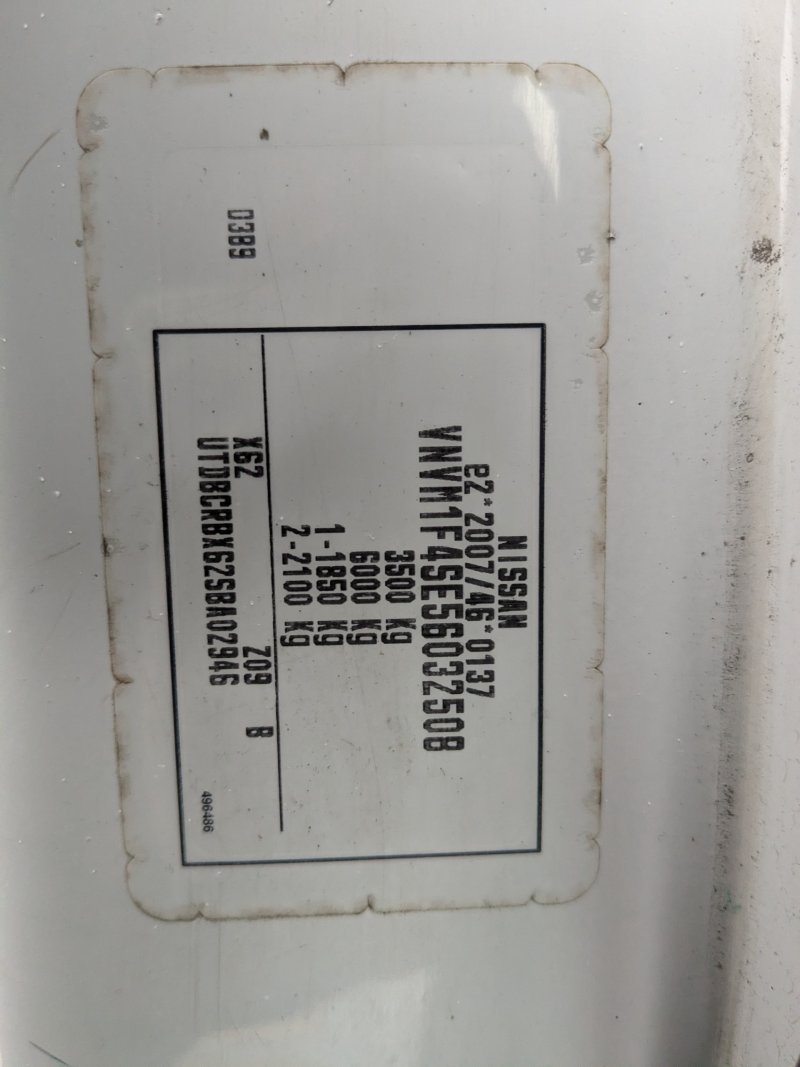 NISSAN
e2*2007/46*0137
VNVM1F4SE56032508
3500 Kg
6000 Kg
1-1850 Kg
2-2100 Kg
X62 Z09 B
UTDBCRBX62SBA02946
496486
D3B9